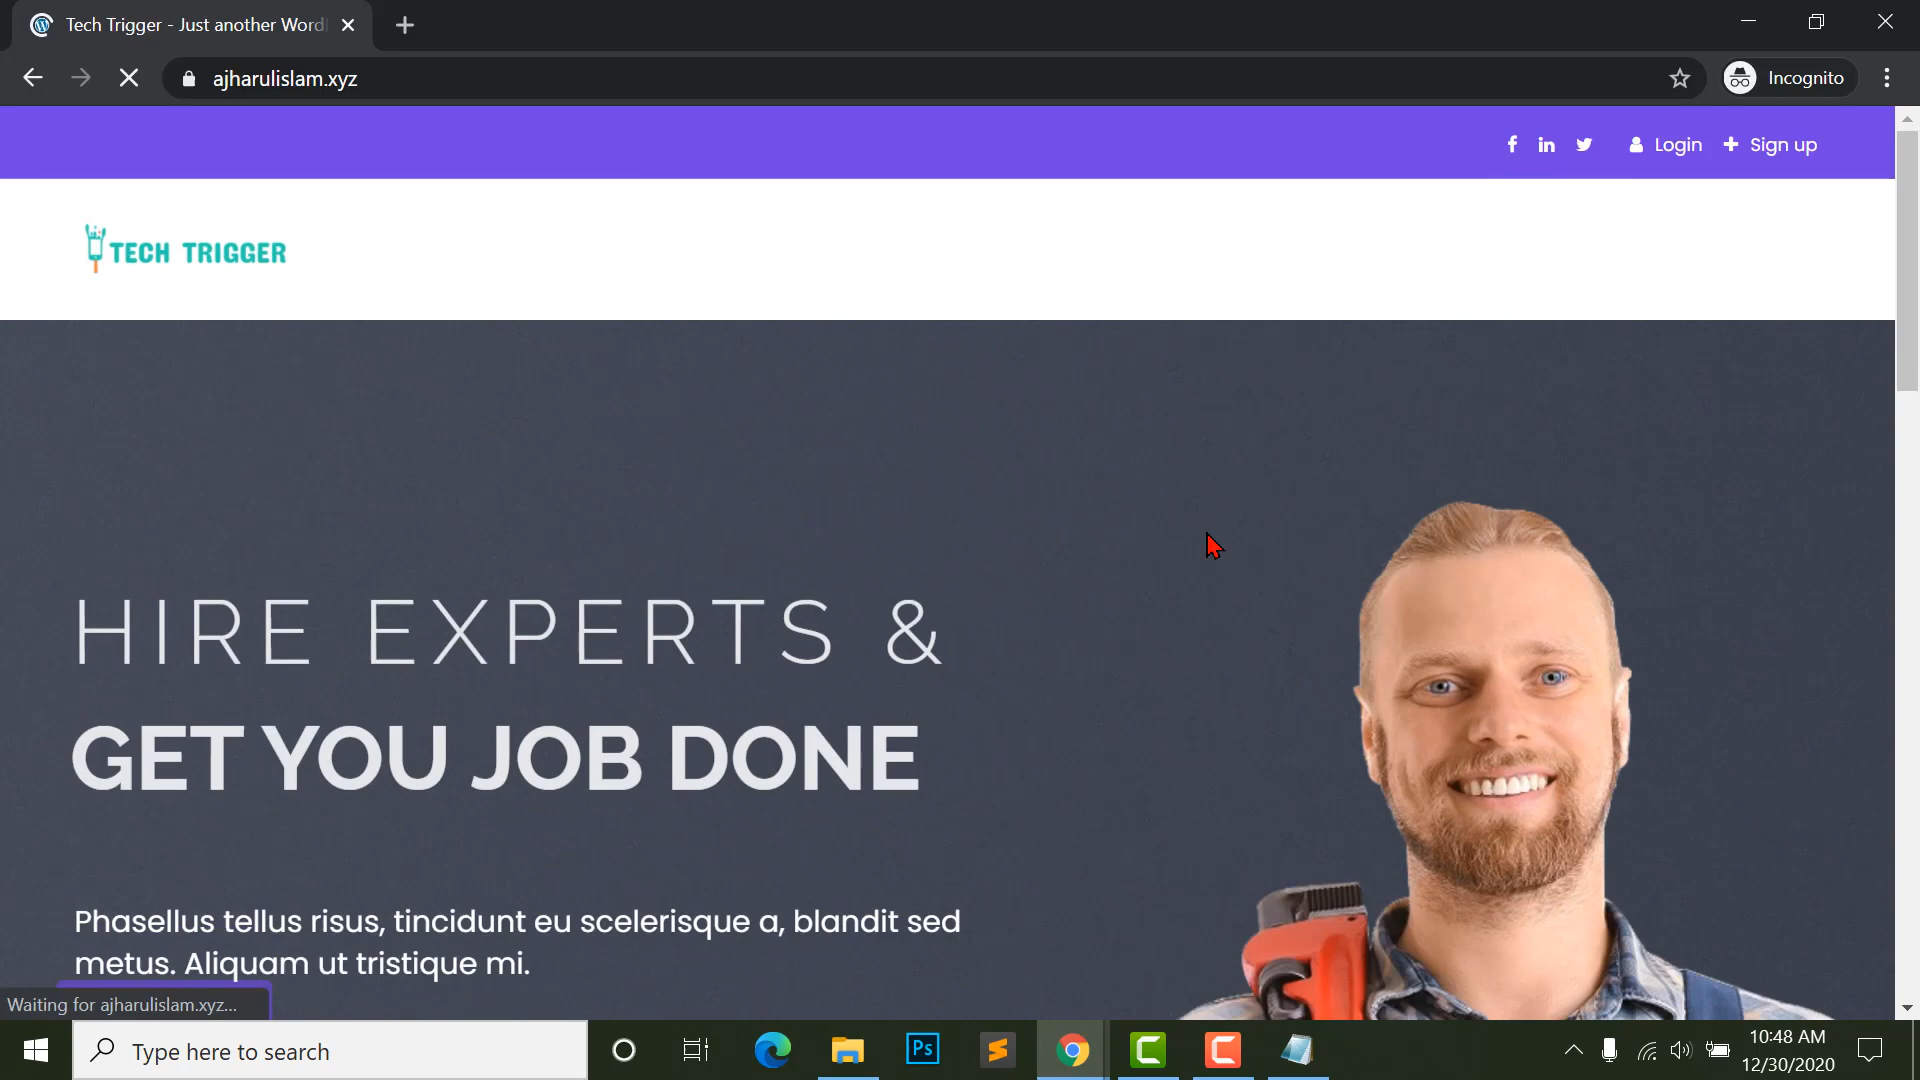 Tech Trigger - Just another Word
ajharulislam.xyz
Incognito
Login
Sign up
TECH TRIGGER
HIRE EXPERTS &
GET YOU JOB DONE
Phasellus tellus risus, tincidunt eu scelerisque a, blandit sed
metus. Aliquam ut tristique mi.
Waiting for ajharulislam.xyz...
Type here to search
Ps
10:48 AM
12/30/2020